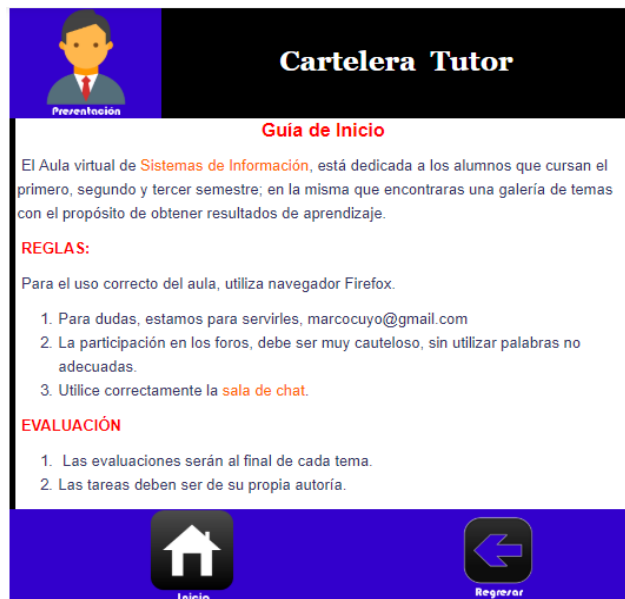 Cartelera Tutor
Presentación
Guía de Inicio
El Aula virtual de Sistemas de Información, está dedicada a los alumnos que cursan el
primero, segundo y tercer semestre; en la misma que encontraras una galería de temas
con el propósito de obtener resultados de aprendizaje.
REGLAS:
Para el uso correcto del aula, utiliza navegador Firefox.
1. Para dudas, estamos para servirles, marcocuyo@gmail.com
2. La participación en los foros, debe ser muy cauteloso, sin utilizar palabras no
adecuadas.
3. Utilice correctamente la sala de chat.
EVALUACIÓN
1. Las evaluaciones serán al final de cada tema.
2. Las tareas deben ser de su propia autoría.
Inicio
Regresar